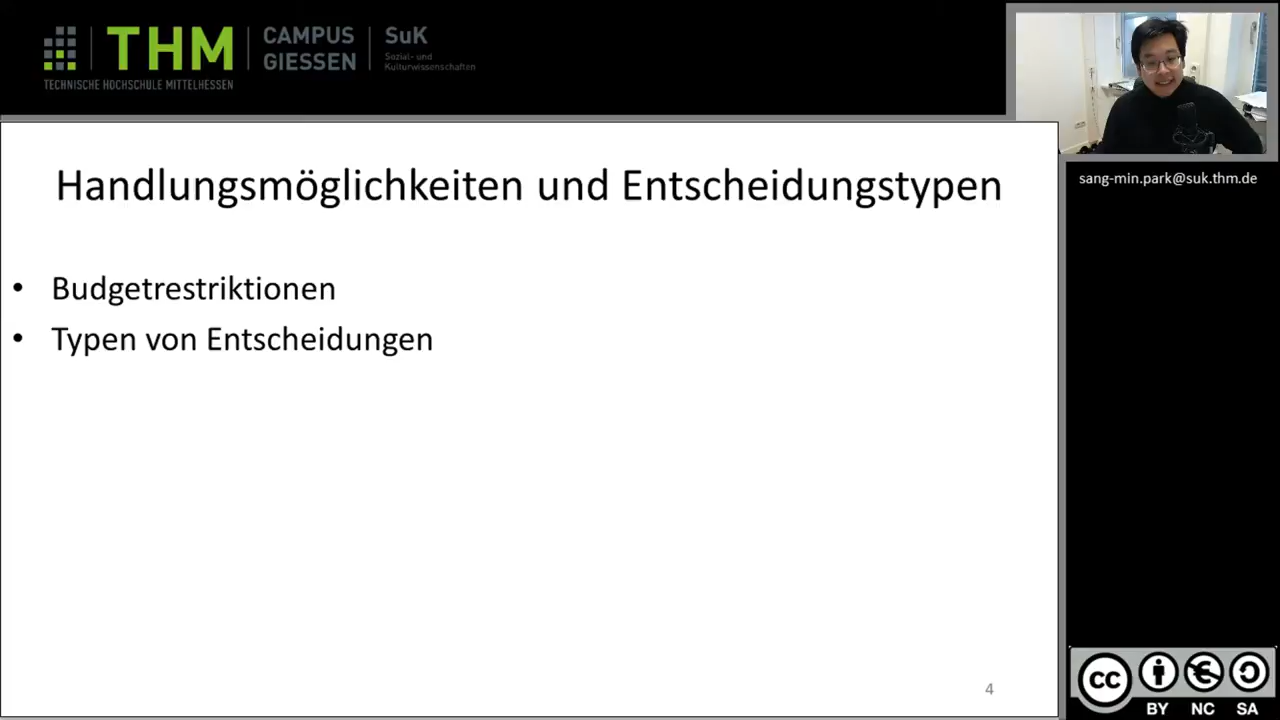 THM
CAMPUS
GIESSEN
SuK
Sozial- und
Kulturwissenschaften
TECHNISCHE HOCHSCHULE MITTELHESSEN
Handlungsmöglichkeiten und Entscheidungstypen
• Budgetrestriktionen
• Typen von Entscheidungen
4
sang-min.park@suk.thm.de
cc
BY NC SA